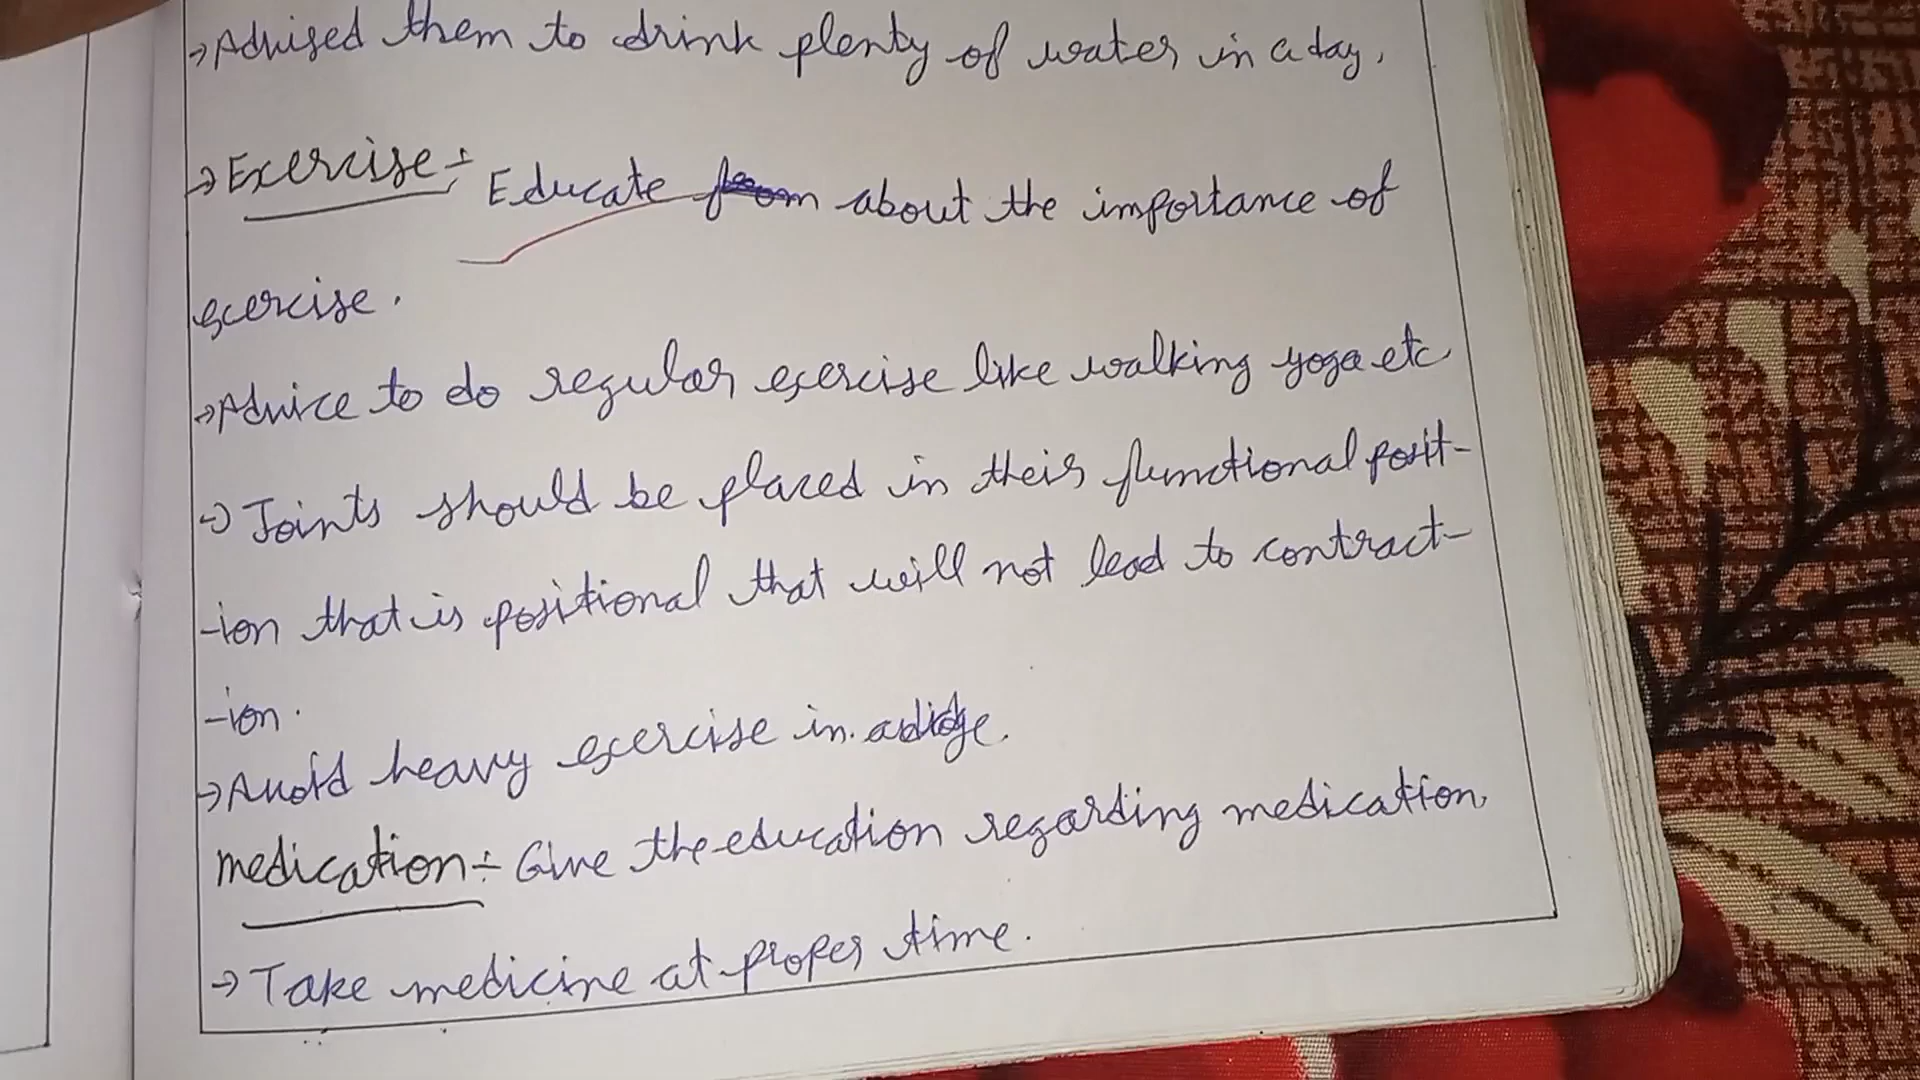 →Advised them to drink plenty of water in a day.
→Exercise÷ Educate about the importance of
exercise.
→Advice to do regular exercise like walking yoga etc
→ Joints should be placed in their functional posit-
-ion that is positional that will not lead to contract-
-ion.
→Avoid heavy exercise in
medication÷ Give the education regarding medication.
→ Take medicine at proper time.